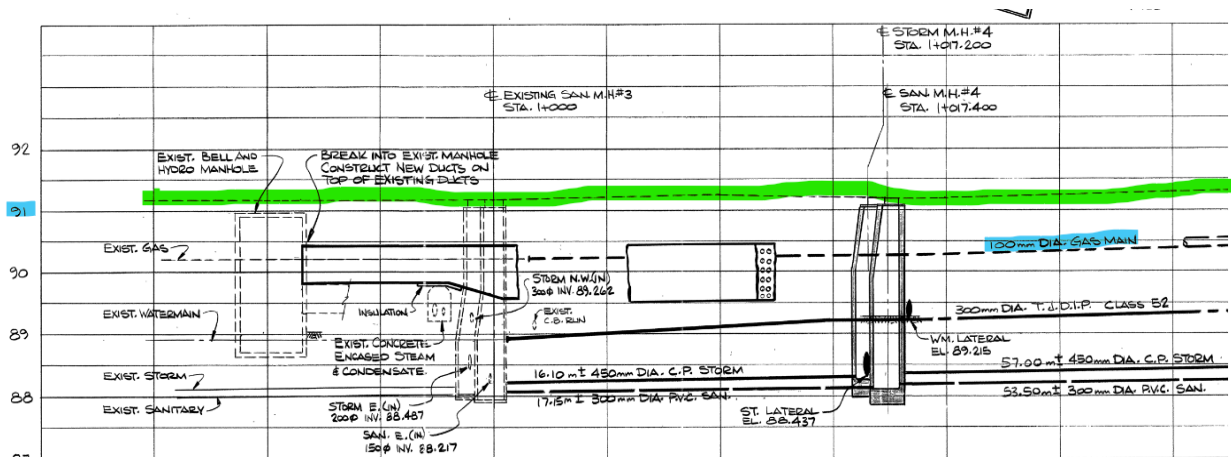 ℄ STORM M.H.#4
STA. 1+017.200
℄ EXISTING SAN. M.H.#3
STA. 1+000
℄ SAN. M.H.#4
STA. 1+017.400
92
EXIST. BELL AND
HYDRO MANHOLE
BREAK INTO EXIST. MANHOLE
CONSTRUCT NEW DUCTS ON
TOP OF EXISTING DUCTS
91
EXIST. GAS
100mm DIA. GAS MAIN
90
STORM N.W.(IN)
300ϕ INV. 89.262
INSULATION
EXIST.
C.B. RUN
EXIST. WATERMAIN
300mm DIA. T.J.D.I.P. CLASS 52
89
EXIST. CONCRETE
ENCASED STEAM
& CONDENSATE
WM. LATERAL
EL. 89.215
EXIST. STORM
16.10 m± 450mm DIA. C.P. STORM
57.00 m± 450mm DIA. C.P. STORM
88
EXIST. SANITARY
17.15m ± 300mm DIA. P.V.C. SAN.
53.50m± 300mm DIA. P.V.C. SAN.
STORM E.(IN)
200ϕ INV. 88.487
ST. LATERAL
EL. 88.437
SAN. E.(IN)
150ϕ INV. 88.217